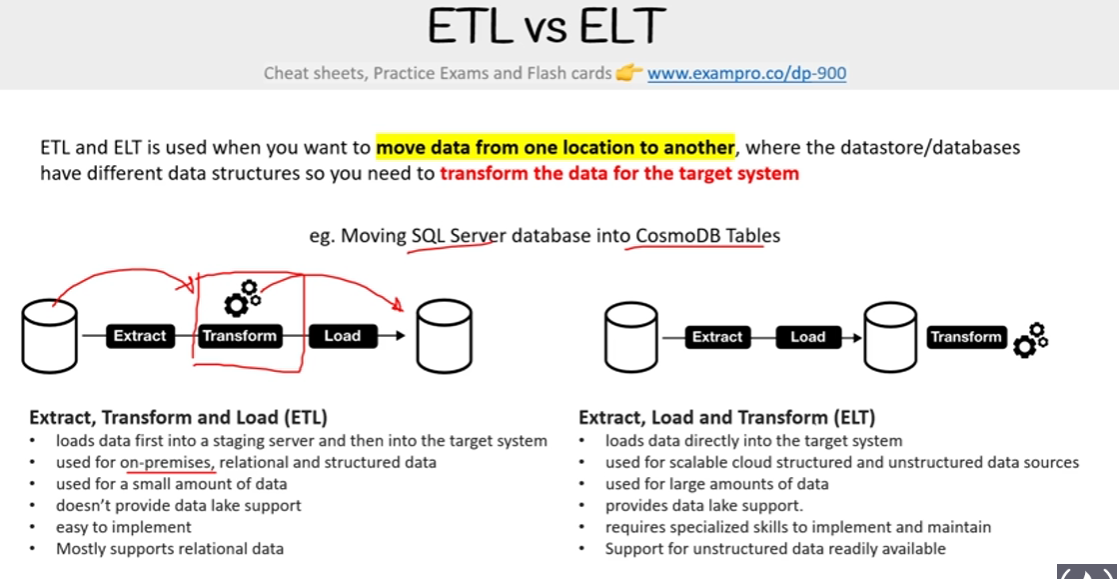 ETL vs ELT
Cheat sheets, Practice Exams and Flash cards 👉 www.exampro.co/dp-900
ETL and ELT is used when you want to move data from one location to another, where the datastore/databases
have different data structures so you need to transform the data for the target system
eg. Moving SQL Server database into CosmoDB Tables
Extract Transform Load
Extract Load Transform
Extract, Transform and Load (ETL)
• loads data first into a staging server and then into the target system
• used for on-premises, relational and structured data
• used for a small amount of data
• doesn't provide data lake support
• easy to implement
• Mostly supports relational data
Extract, Load and Transform (ELT)
• loads data directly into the target system
• used for scalable cloud structured and unstructured data sources
• used for large amounts of data
• provides data lake support.
• requires specialized skills to implement and maintain
• Support for unstructured data readily available